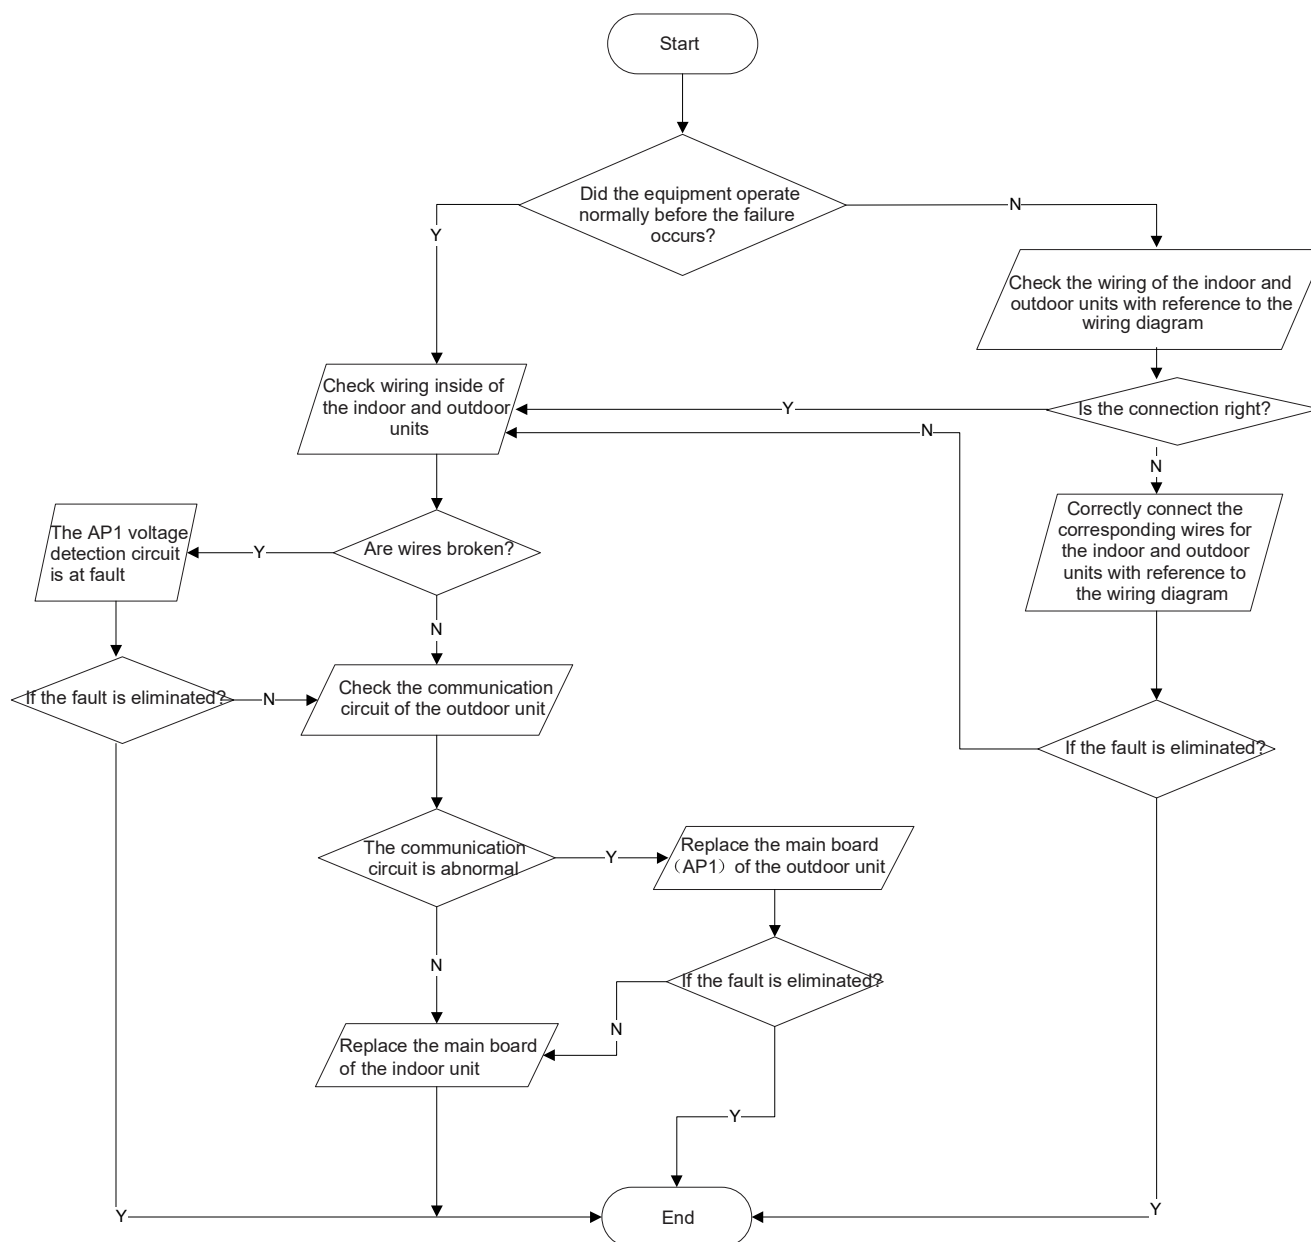 Start
Did the equipment operate
normally before the failure
occurs?
Y
N
Check the wiring of the indoor and
outdoor units with reference to the
wiring diagram
Check wiring inside of
the indoor and outdoor
units
Y
Is the connection right?
N
N
Correctly connect the
corresponding wires for
the indoor and outdoor
units with reference to
the wiring diagram
The AP1 voltage
detection circuit
is at fault
Y
Are wires broken?
N
If the fault is eliminated?
N
Check the communication
circuit of the outdoor unit
If the fault is eliminated?
The communication
circuit is abnormal
Y
Replace the main board
（AP1）of the outdoor unit
N
If the fault is eliminated?
N
Replace the main board
of the indoor unit
Y
Y
End
Y